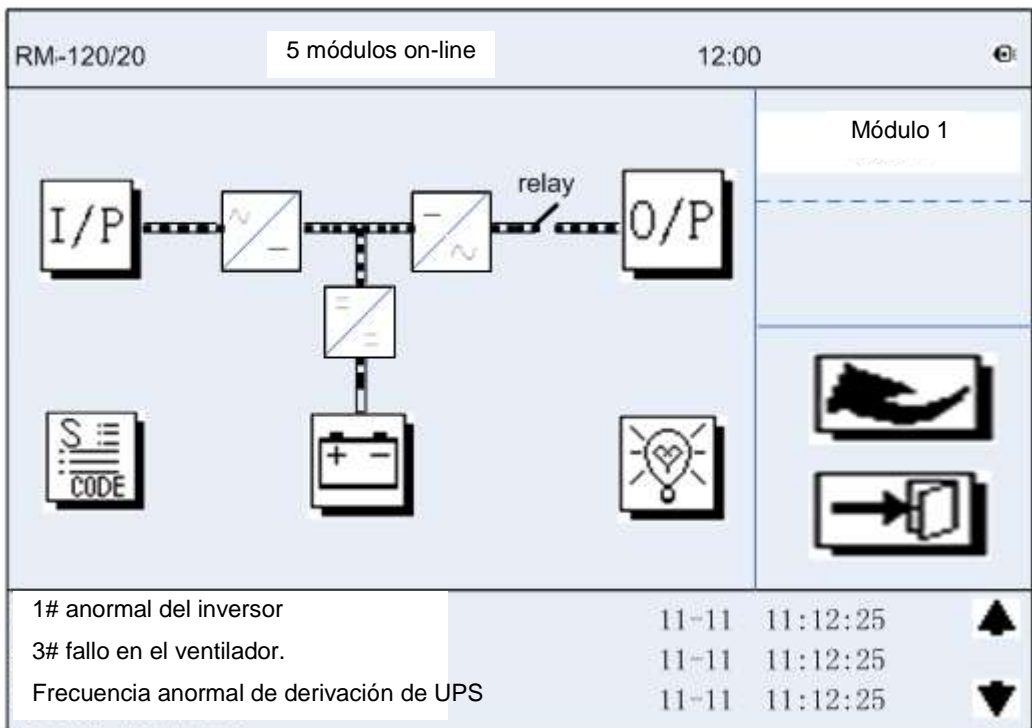 RM-120/20 5 módulos on-line 12:00
Módulo 1
relay
I/P O/P
S
CODE
1# anormal del inversor 11-11 11:12:25
3# fallo en el ventilador. 11-11 11:12:25
Frecuencia anormal de derivación de UPS 11-11 11:12:25